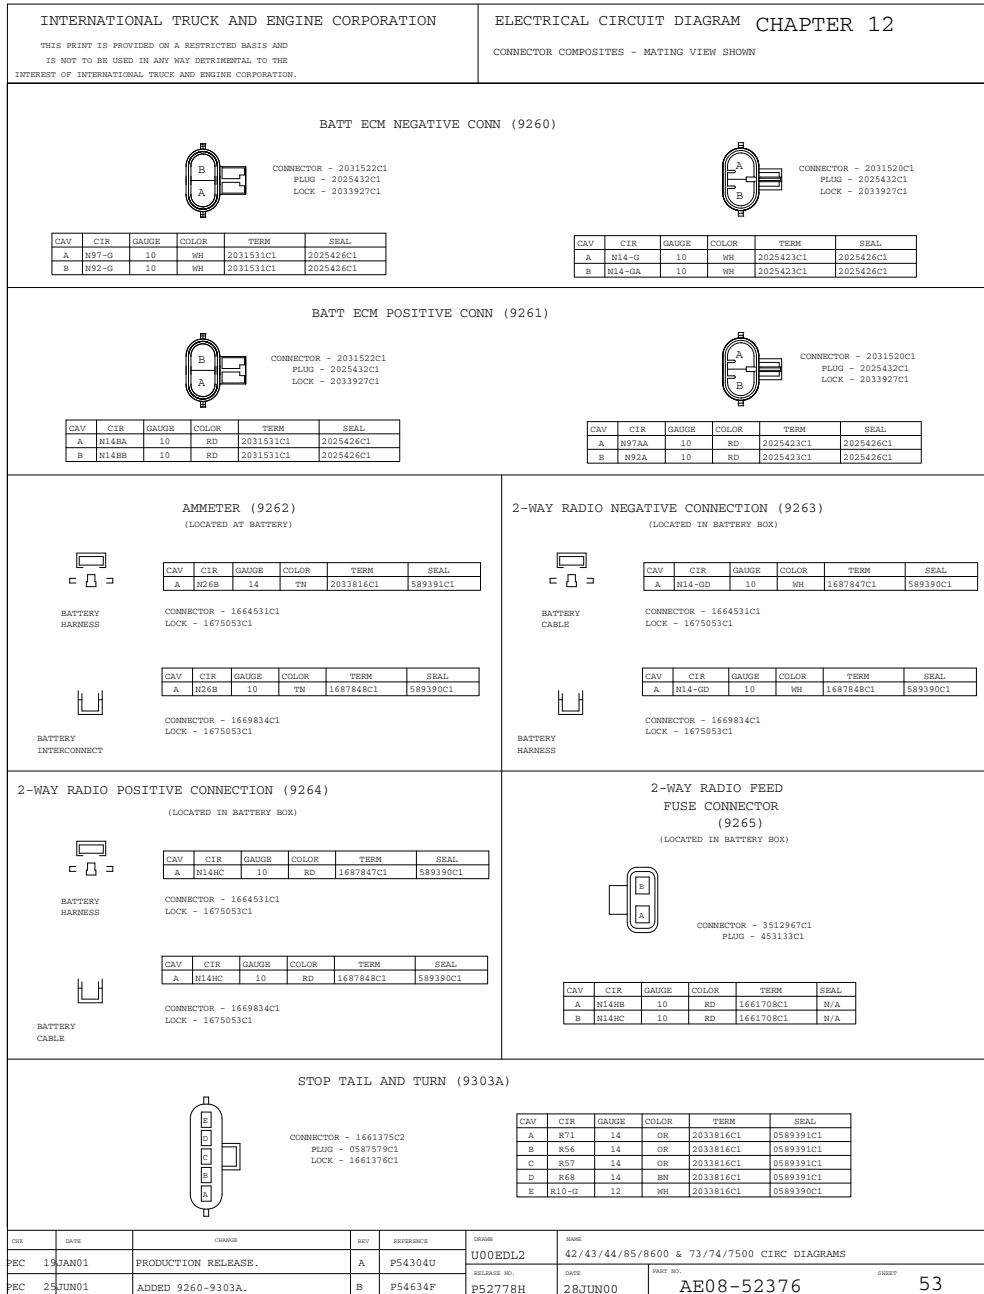 INTERNATIONAL TRUCK AND ENGINE CORPORATION
THIS PRINT IS PROVIDED ON A RESTRICTED BASIS AND
IS NOT TO BE USED IN ANY WAY DETRIMENTAL TO THE
INTEREST OF INTERNATIONAL TRUCK AND ENGINE CORPORATION.
ELECTRICAL CIRCUIT DIAGRAM CHAPTER 12
CONNECTOR COMPOSITES - MATING VIEW SHOWN
BATT ECM NEGATIVE CONN (9260)
B
A
CONNECTOR - 2031522C1
PLUG - 2025432C1
LOCK - 2033927C1
CAV CIR GAUGE COLOR TERM SEAL
A N97-G 10 WH 2031531C1 2025426C1
B N92-G 10 WH 2031531C1 2025426C1
A
B
CONNECTOR - 2031520C1
PLUG - 2025432C1
LOCK - 2033927C1
CAV CIR GAUGE COLOR TERM SEAL
A N14-G 10 WH 2025423C1 2025426C1
B N14-GA 10 WH 2025423C1 2025426C1
BATT ECM POSITIVE CONN (9261)
B
A
CONNECTOR - 2031522C1
PLUG - 2025432C1
LOCK - 2033927C1
CAV CIR GAUGE COLOR TERM SEAL
A N14BA 10 RD 2031531C1 2025426C1
B N14BB 10 RD 2031531C1 2025426C1
A
B
CONNECTOR - 2031520C1
PLUG - 2025432C1
LOCK - 2033927C1
CAV CIR GAUGE COLOR TERM SEAL
A N97AA 10 RD 2025423C1 2025426C1
B N92A 10 RD 2025423C1 2025426C1
AMMETER (9262)
(LOCATED AT BATTERY)
BATTERY
HARNESS
CAV CIR GAUGE COLOR TERM SEAL
A N26B 14 TN 2033816C1 589391C1
CONNECTOR - 1664531C1
LOCK - 1675053C1
BATTERY
INTERCONNECT
CAV CIR GAUGE COLOR TERM SEAL
A N26B 10 TN 1687848C1 589390C1
CONNECTOR - 1669834C1
LOCK - 1675053C1
2-WAY RADIO NEGATIVE CONNECTION (9263)
(LOCATED IN BATTERY BOX)
BATTERY
CABLE
CAV CIR GAUGE COLOR TERM SEAL
A N14-GD 10 WH 1687847C1 589390C1
CONNECTOR - 1664531C1
LOCK - 1675053C1
BATTERY
HARNESS
CAV CIR GAUGE COLOR TERM SEAL
A N14-GD 10 WH 1687848C1 589390C1
CONNECTOR - 1669834C1
LOCK - 1675053C1
2-WAY RADIO POSITIVE CONNECTION (9264)
(LOCATED IN BATTERY BOX)
BATTERY
HARNESS
CAV CIR GAUGE COLOR TERM SEAL
A N14HC 10 RD 1687847C1 589390C1
CONNECTOR - 1664531C1
LOCK - 1675053C1
BATTERY
CABLE
CAV CIR GAUGE COLOR TERM SEAL
A N14HC 10 RD 1687848C1 589390C1
CONNECTOR - 1669834C1
LOCK - 1675053C1
2-WAY RADIO FEED
FUSE CONNECTOR
(9265)
(LOCATED IN BATTERY BOX)
B
A
CONNECTOR - 3512967C1
PLUG - 453133C1
CAV CIR GAUGE COLOR TERM SEAL
A N14HB 10 RD 1661708C1 N/A
B N14HC 10 RD 1661708C1 N/A
STOP TAIL AND TURN (9303A)
E
D
C
B
A
CONNECTOR - 1661375C2
PLUG - 0587579C1
LOCK - 1661376C1
CAV CIR GAUGE COLOR TERM SEAL
A R71 14 OR 2033816C1 0589391C1
B R56 14 OR 2033816C1 0589391C1
C R57 14 OR 2033816C1 0589391C1
D R68 14 BN 2033816C1 0589391C1
E R10-G 12 WH 2033816C1 0589390C1
CHK DATE CHANGE REV REFERENCE
PEC 19JAN01 PRODUCTION RELEASE. A P54304U
PEC 25JUN01 ADDED 9260-9303A. B P54634F
DRAWN
U00EDL2
NAME
42/43/44/85/8600 & 73/74/7500 CIRC DIAGRAMS
RELEASE NO.
P52778H
DATE
28JUN00
PART NO.
AE08-52376
SHEET
53